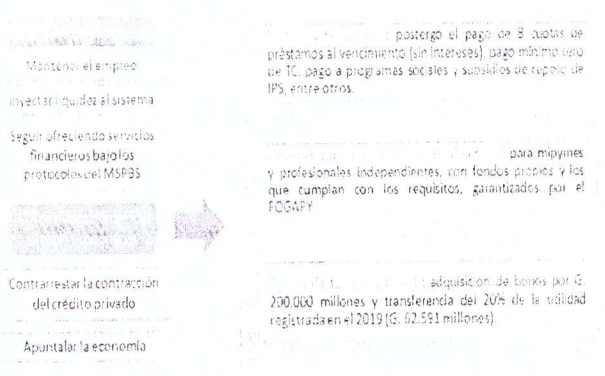 Mantener el empleo
Inyectar liquidez al sistema
Seguir ofreciendo servicios
financieros bajo los
protocolos del MSPBS
Contrarrestar la contracción
del crédito privado
Apuntalar la economía
postergo el pago de 8 cuotas de
préstamos al vencimiento (sin intereses), pago mínimo cero
de TC, pago a programas sociales y subsidios de reposo de
IPS, entre otros.
para mipymes
y profesionales independientes, con fondos propios y los
que cumplan con los requisitos, garantizados por el
FOGAPY
adquisición de bonos por G.
200.000 millones y transferencia del 20% de la utilidad
registrada en el 2019 (G. 62.591 millones).